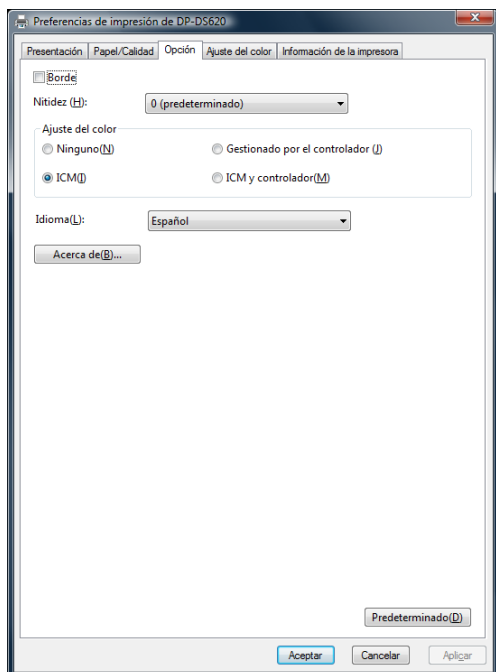 Preferencias de impresión de DP-DS620
Presentación Papel/Calidad Opción Ajuste del color Información de la impresora
Borde
Nitidez (H): 0 (predeterminado)
Ajuste del color
Ninguno(N) Gestionado por el controlador (J)
ICM(I) ICM y controlador(M)
Idioma(L): Español
Acerca de(B)...
Predeterminado(D)
Aceptar Cancelar Aplicar